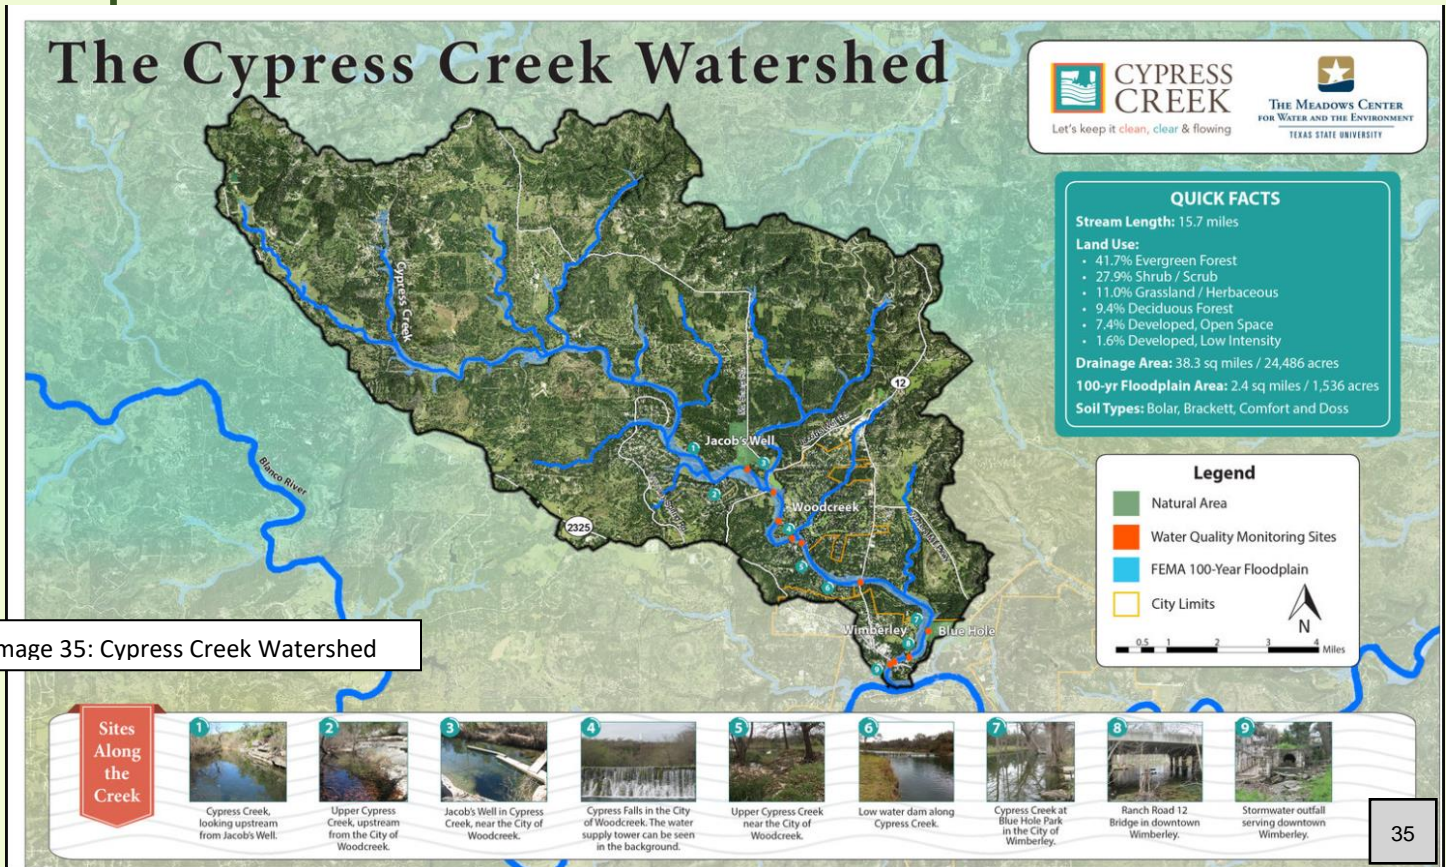 The Cypress Creek Watershed
CYPRESS
CREEK
Let's keep it clean, clear & flowing
THE MEADOWS CENTER
FOR WATER AND THE ENVIRONMENT
TEXAS STATE UNIVERSITY
QUICK FACTS
Stream Length: 15.7 miles
Land Use:
• 41.7% Evergreen Forest
• 27.9% Shrub / Scrub
• 11.0% Grassland / Herbaceous
• 9.4% Deciduous Forest
• 7.4% Developed, Open Space
• 1.6% Developed, Low Intensity
Drainage Area: 38.3 sq miles / 24,486 acres
100-yr Floodplain Area: 2.4 sq miles / 1,536 acres
Soil Types: Bolar, Brackett, Comfort and Doss
Cypress Creek
12
Jacob's Well
1
3
2
Blanco River
2325
Woodcreek
4
5
6
7
Wimberley
Blue Hole
8
9
Legend
Natural Area
Water Quality Monitoring Sites
FEMA 100-Year Floodplain
City Limits
N
0.5 1 2 3 4
Miles
mage 35: Cypress Creek Watershed
Sites
Along
the
Creek
1
Cypress Creek,
looking upstream
from Jacob's Well.
2
Upper Cypress
Creek, upstream
from the City of
Woodcreek.
3
Jacob's Well in Cypress
Creek, near the City of
Woodcreek.
4
Cypress Falls in the City
of Woodcreek. The water
supply tower can be seen
in the background.
5
Upper Cypress Creek
near the City of
Woodcreek.
6
Low water dam along
Cypress Creek.
7
Cypress Creek at
Blue Hole Park
in the City of
Wimberley.
8
Ranch Road 12
Bridge in downtown
Wimberley.
9
Stormwater outfall
serving downtown
Wimberley.
35